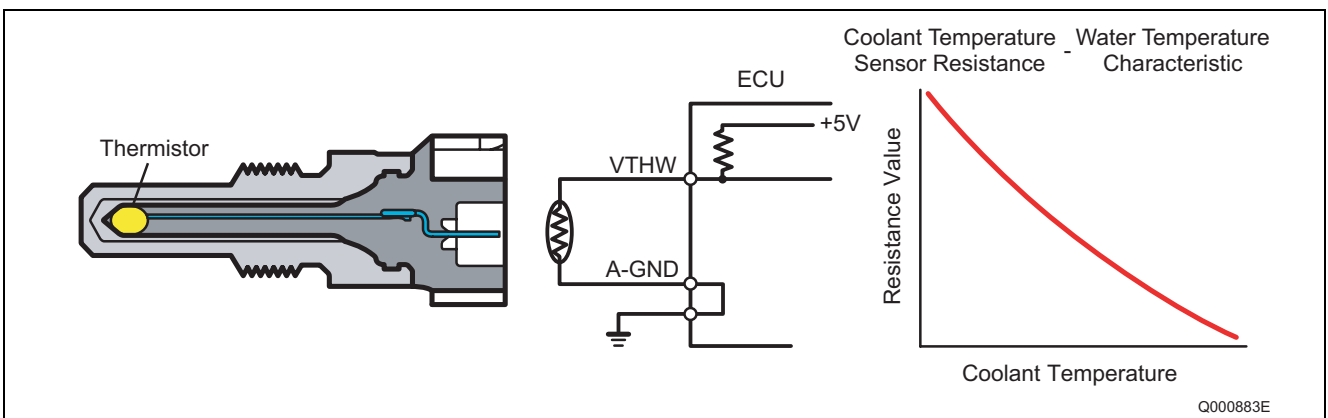 Thermistor
ECU
+5V
VTHW
A-GND
Coolant Temperature - Water Temperature
Sensor Resistance Characteristic
Resistance Value
Coolant Temperature
Q000883E